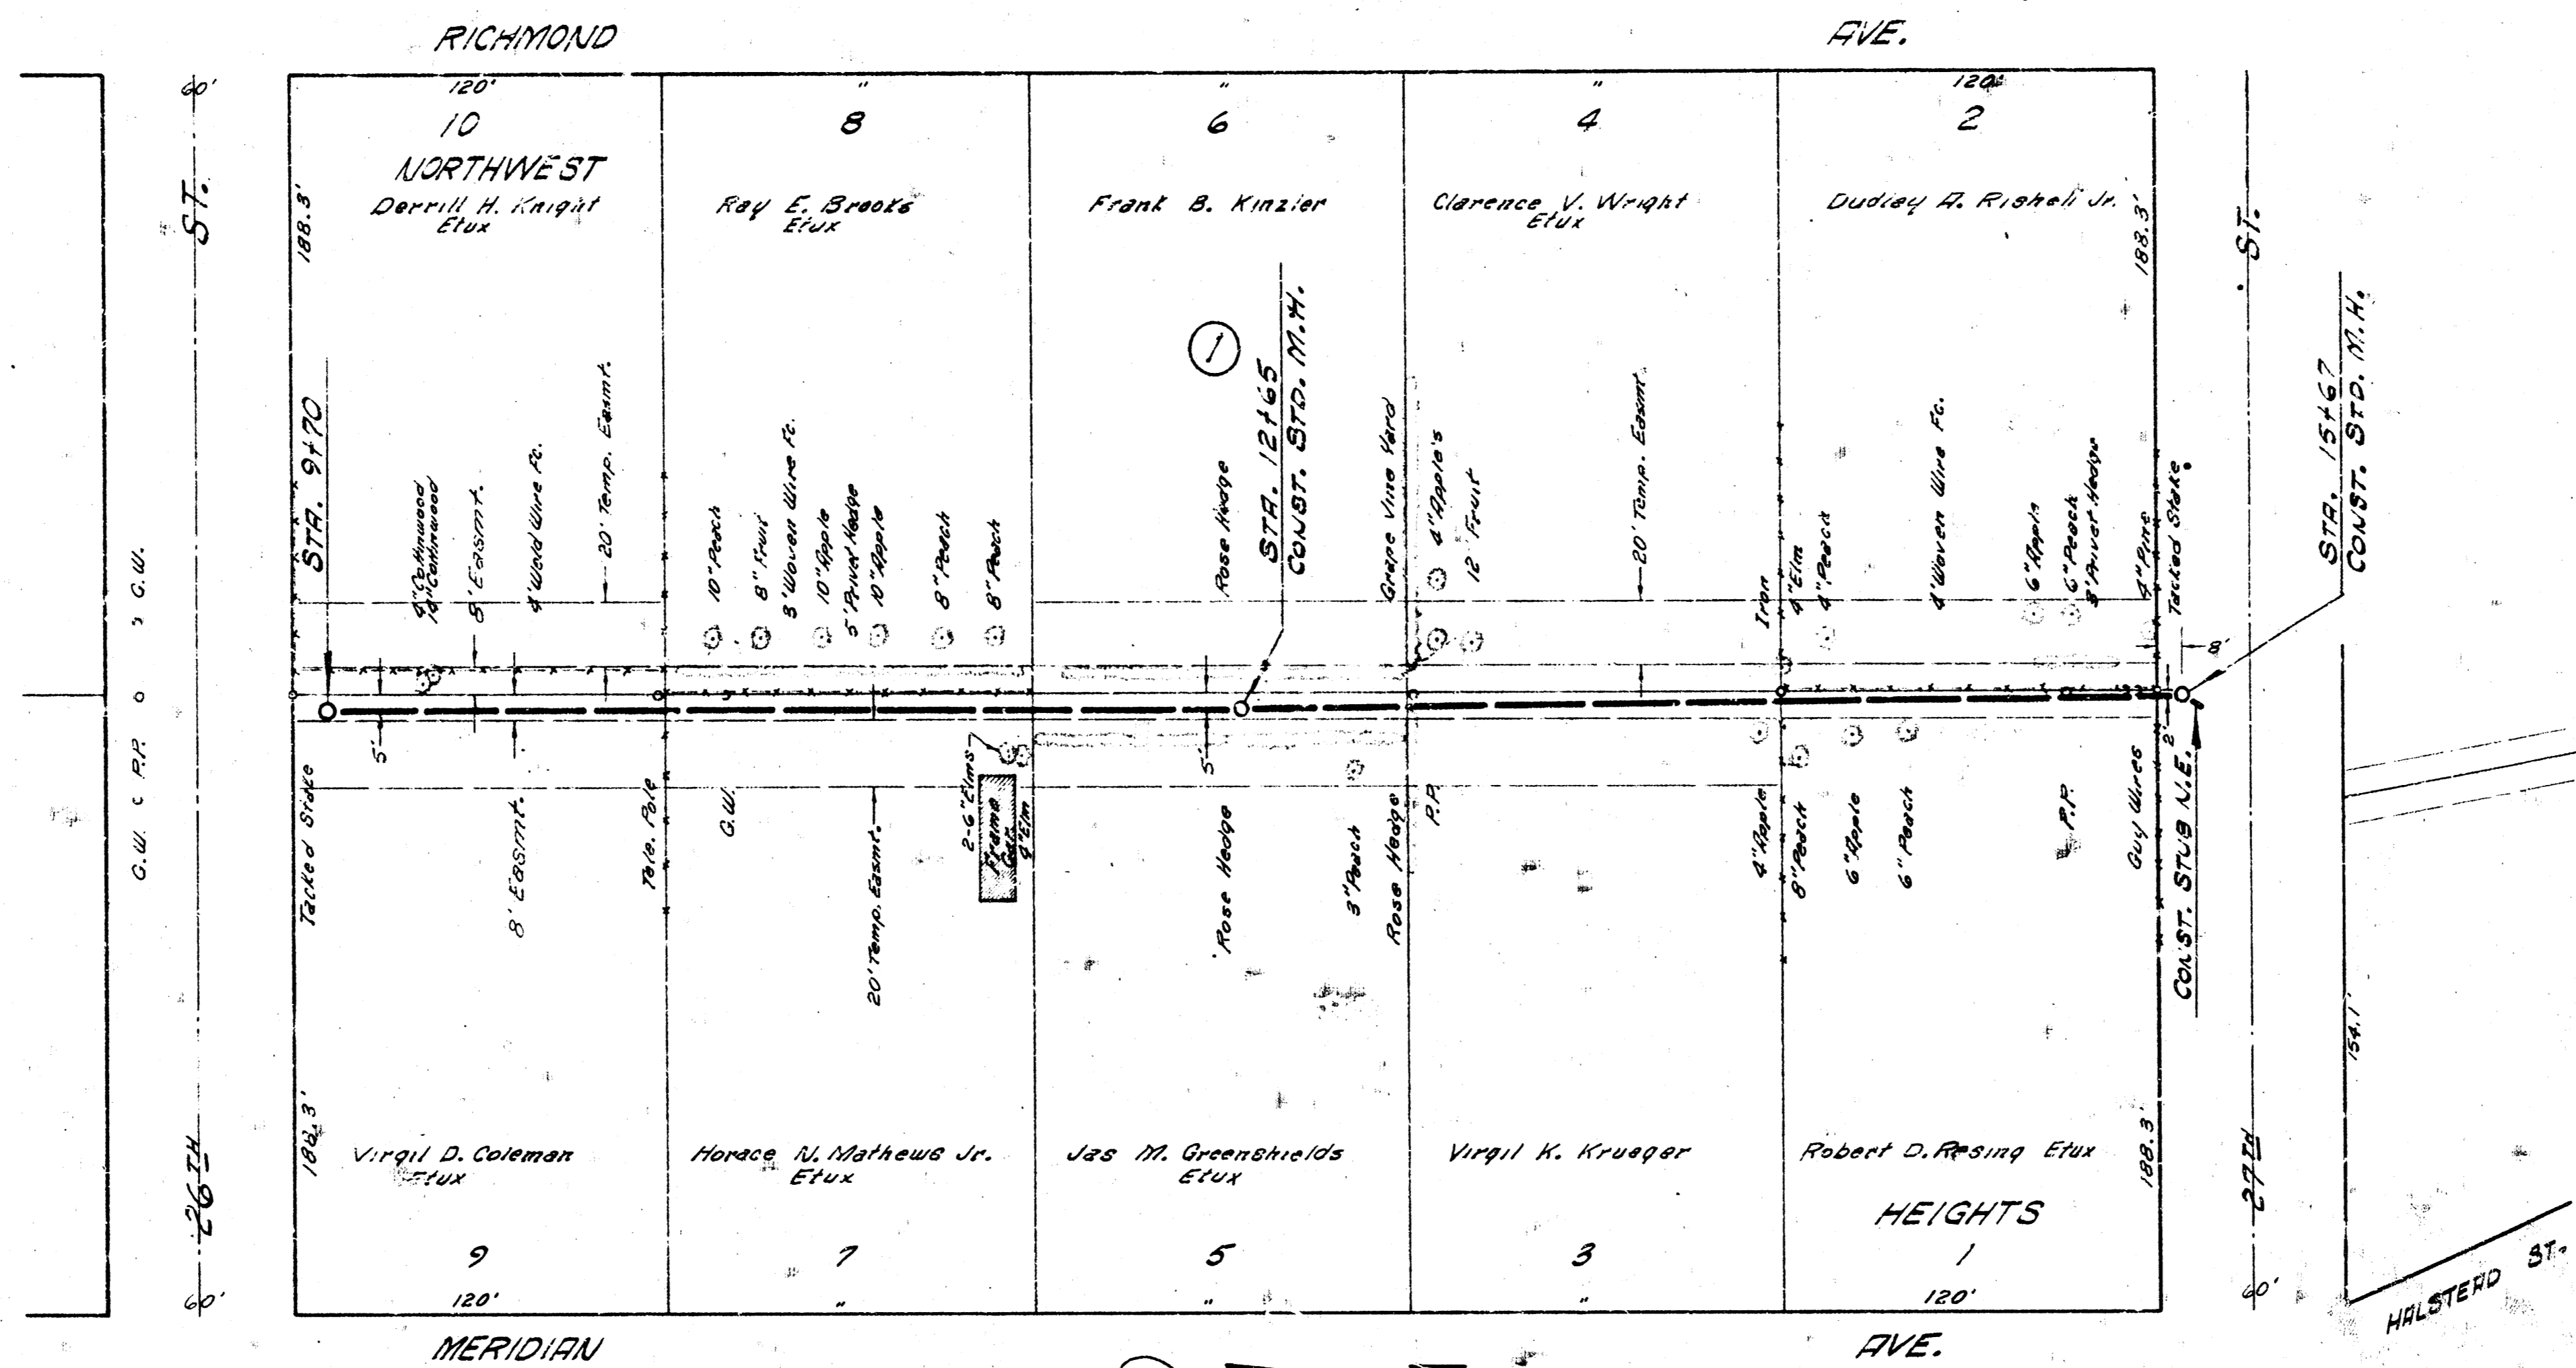 RICHMOND AVE.
60'
120'
"
"
"
120'
10
8
6
4
2
NORTHWEST
Derrill H. Knight
Etux
Ray E. Brooks
Etux
Frank B. Kinzler
Clarence V. Wright
Etux
Dudley A. Risheli Jr.
ST.
188.3'
188.3'
ST.
1
STA. 9+70
8' Easmt.
4' Weld Wire Fc.
20' Temp. Easmt.
10" Peach
8" Fruit
3' Woven Wire Fc.
10" Apple
5' Privet Hedge
10" Apple
8" Peach
8" Peach
Rose Hedge
STA. 12+65
CONST. STD. M.H.
Grape Vine Yard
4" Apple's
12" Fruit
20' Temp. Easmt.
Iron
4" Elm
4" Peach
4' Woven Wire Fc.
6" Apple
6" Peach
3' Privet Hedge
4" Pine
Tacked Stake
STA. 15+67
CONST. STD. M.H.
8'
G.W.
P.P.
G.W.
5'
5'
2'
Tacked Stake
8' Easmt.
Tele. Pole
G.W.
20' Temp. Easmt.
2-6" Elms
Frame
4" Elm
Rose Hedge
3" Peach
Rose Hedge
P.P.
4" Apple
8" Peach
6" Apple
6" Peach
P.P.
Guy Wires
CONST. STUB N.E.
154.1'
188.3'
188.3'
26TH
27TH
Virgil D. Coleman
Etux
Horace N. Mathews Jr.
Etux
Jas M. Greenshields
Etux
Virgil K. Krueger
Robert D. Resing Etux
HEIGHTS
9
7
5
3
1
60'
120'
"
"
"
120'
60'
HALSTEAD ST.
MERIDIAN AVE.